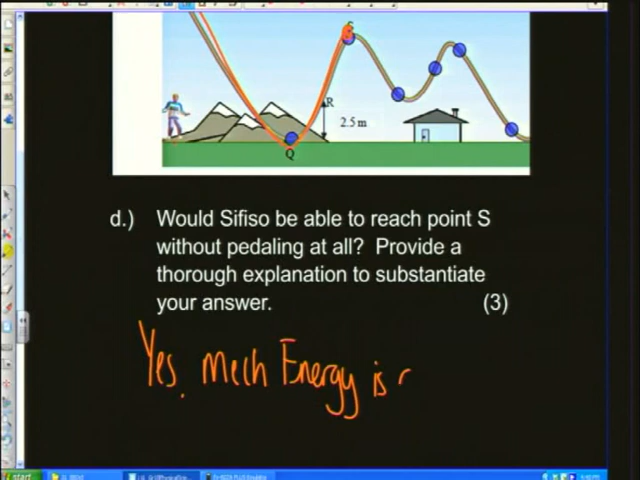 S
R
2.5 m
Q
d.) Would Sifiso be able to reach point S
without pedaling at all? Provide a
thorough explanation to substantiate
your answer. (3)
Yes. Mech Energy is
start